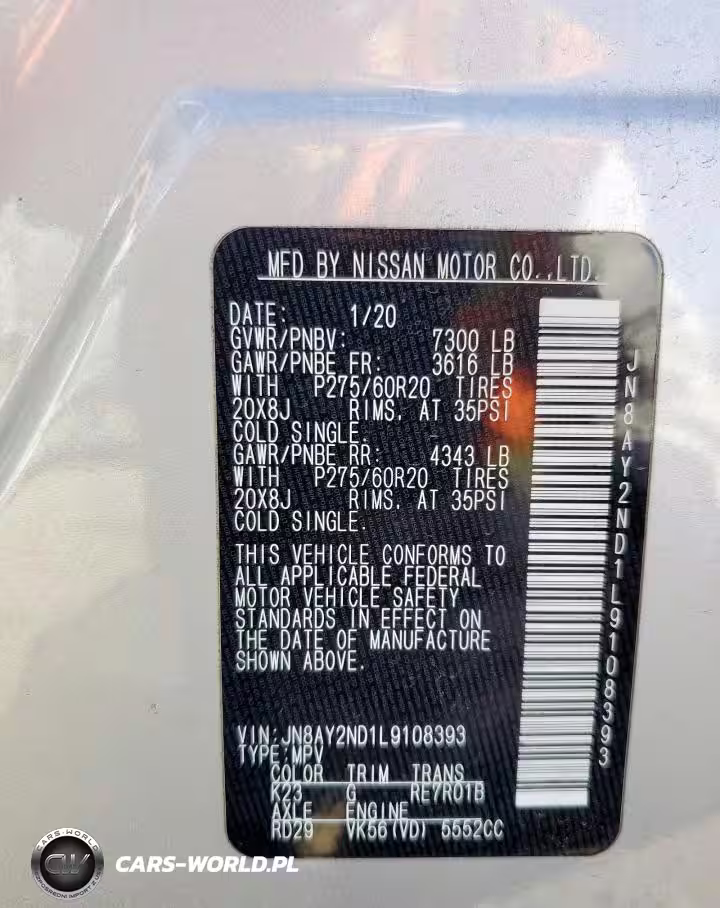 MFD BY NISSAN MOTOR CO.,LTD.
DATE: 1/20
GVWR/PNBV: 7300 LB
GAWR/PNBE FR: 3616 LB
WITH P275/60R20 TIRES
20X8J RIMS. AT 35PSI
COLD SINGLE.
GAWR/PNBE RR: 4343 LB
WITH P275/60R20 TIRES
20X8J RIMS. AT 35PSI
COLD SINGLE.
THIS VEHICLE CONFORMS TO
ALL APPLICABLE FEDERAL
MOTOR VEHICLE SAFETY
STANDARDS IN EFFECT ON
THE DATE OF MANUFACTURE
SHOWN ABOVE.
VIN:JN8AY2ND1L9108393
TYPE:MPV
COLOR TRIM TRANS
K23 G RE7R01B
AXLE ENGINE
RD29 VK56(VD) 5552CC
JN8AY2ND1L9108393
CARS-WORLD
CW
CARS-WORLD.PL